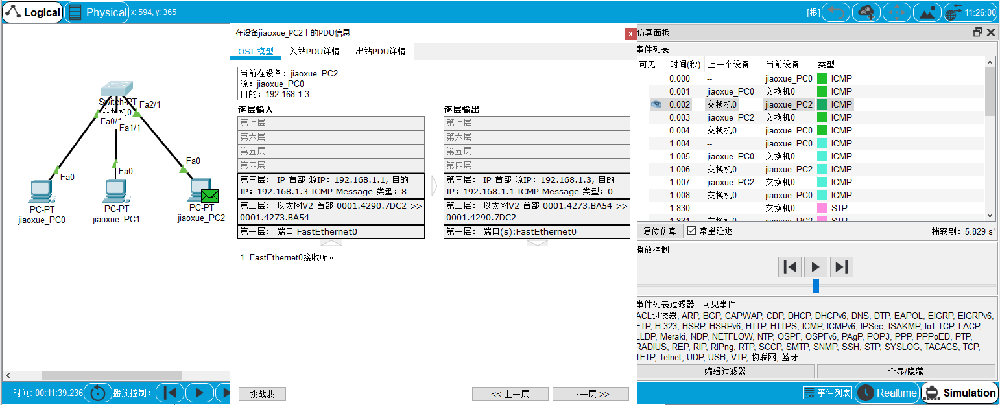 Logical
Physical
x: 594, y: 365
[根]
11:26:00
Switch-PT
交换机0
Fa2/1
Fa0/1
Fa1/1
Fa0
Fa0
Fa0
PC-PT
jiaoxue_PC0
PC-PT
jiaoxue_PC1
PC-PT
jiaoxue_PC2
时间: 00:11:39.236
播放控制:
在设备jiaoxue_PC2上的PDU信息
x
OSI 模型
入站PDU详情
出站PDU详情
当前在设备: jiaoxue_PC2
源: jiaoxue_PC0
目的: 192.168.1.3
逐层输入
第七层
第六层
第五层
第四层
第三层: IP 首部 源IP: 192.168.1.1, 目的
IP: 192.168.1.3 ICMP Message 类型: 8
第二层: 以太网V2 首部 0001.4290.7DC2 >>
0001.4273.BA54
第一层: 端口 FastEthernet0
逐层输出
第七层
第六层
第五层
第四层
第三层: IP 首部 源IP: 192.168.1.3, 目的
IP: 192.168.1.1 ICMP Message 类型: 0
第二层: 以太网V2 首部 0001.4273.BA54 >>
0001.4290.7DC2
第一层: 端口(s):FastEthernet0
1. FastEthernet0接收帧。
挑战我
<< 上一层
下一层 >>
仿真面板
事件列表
可见. 时间(秒) 上一个设备 当前设备 类型
0.000 -- jiaoxue_PC0 ICMP
0.001 jiaoxue_PC0 交换机0 ICMP
0.002 交换机0 jiaoxue_PC2 ICMP
0.003 jiaoxue_PC2 交换机0 ICMP
0.004 交换机0 jiaoxue_PC0 ICMP
1.004 -- jiaoxue_PC0 ICMP
1.005 jiaoxue_PC0 交换机0 ICMP
1.006 交换机0 jiaoxue_PC2 ICMP
1.007 jiaoxue_PC2 交换机0 ICMP
1.008 交换机0 jiaoxue_PC0 ICMP
1.830 -- 交换机0 STP
1.831 交换机0 jiaoxue_PC2 STP
复位仿真
常量延迟
捕获到: 5.829 s
播放控制
事件列表过滤器 - 可见事件
ACL过滤器, ARP, BGP, CAPWAP, CDP, DHCP, DHCPv6, DNS, DTP, EAPOL, EIGRP, EIGRPv6,
FTP, H.323, HSRP, HSRPv6, HTTP, HTTPS, ICMP, ICMPv6, IPSec, ISAKMP, IoT TCP, LACP,
LLDP, Meraki, NDP, NETFLOW, NTP, OSPF, OSPFv6, PAgP, POP3, PPP, PPPoED, PTP,
RADIUS, REP, RIP, RIPng, RTP, SCCP, SMTP, SNMP, SSH, STP, SYSLOG, TACACS, TCP,
TFTP, Telnet, UDP, USB, VTP, 物联网, 蓝牙
编辑过滤器
全显/隐藏
事件列表
Realtime
Simulation